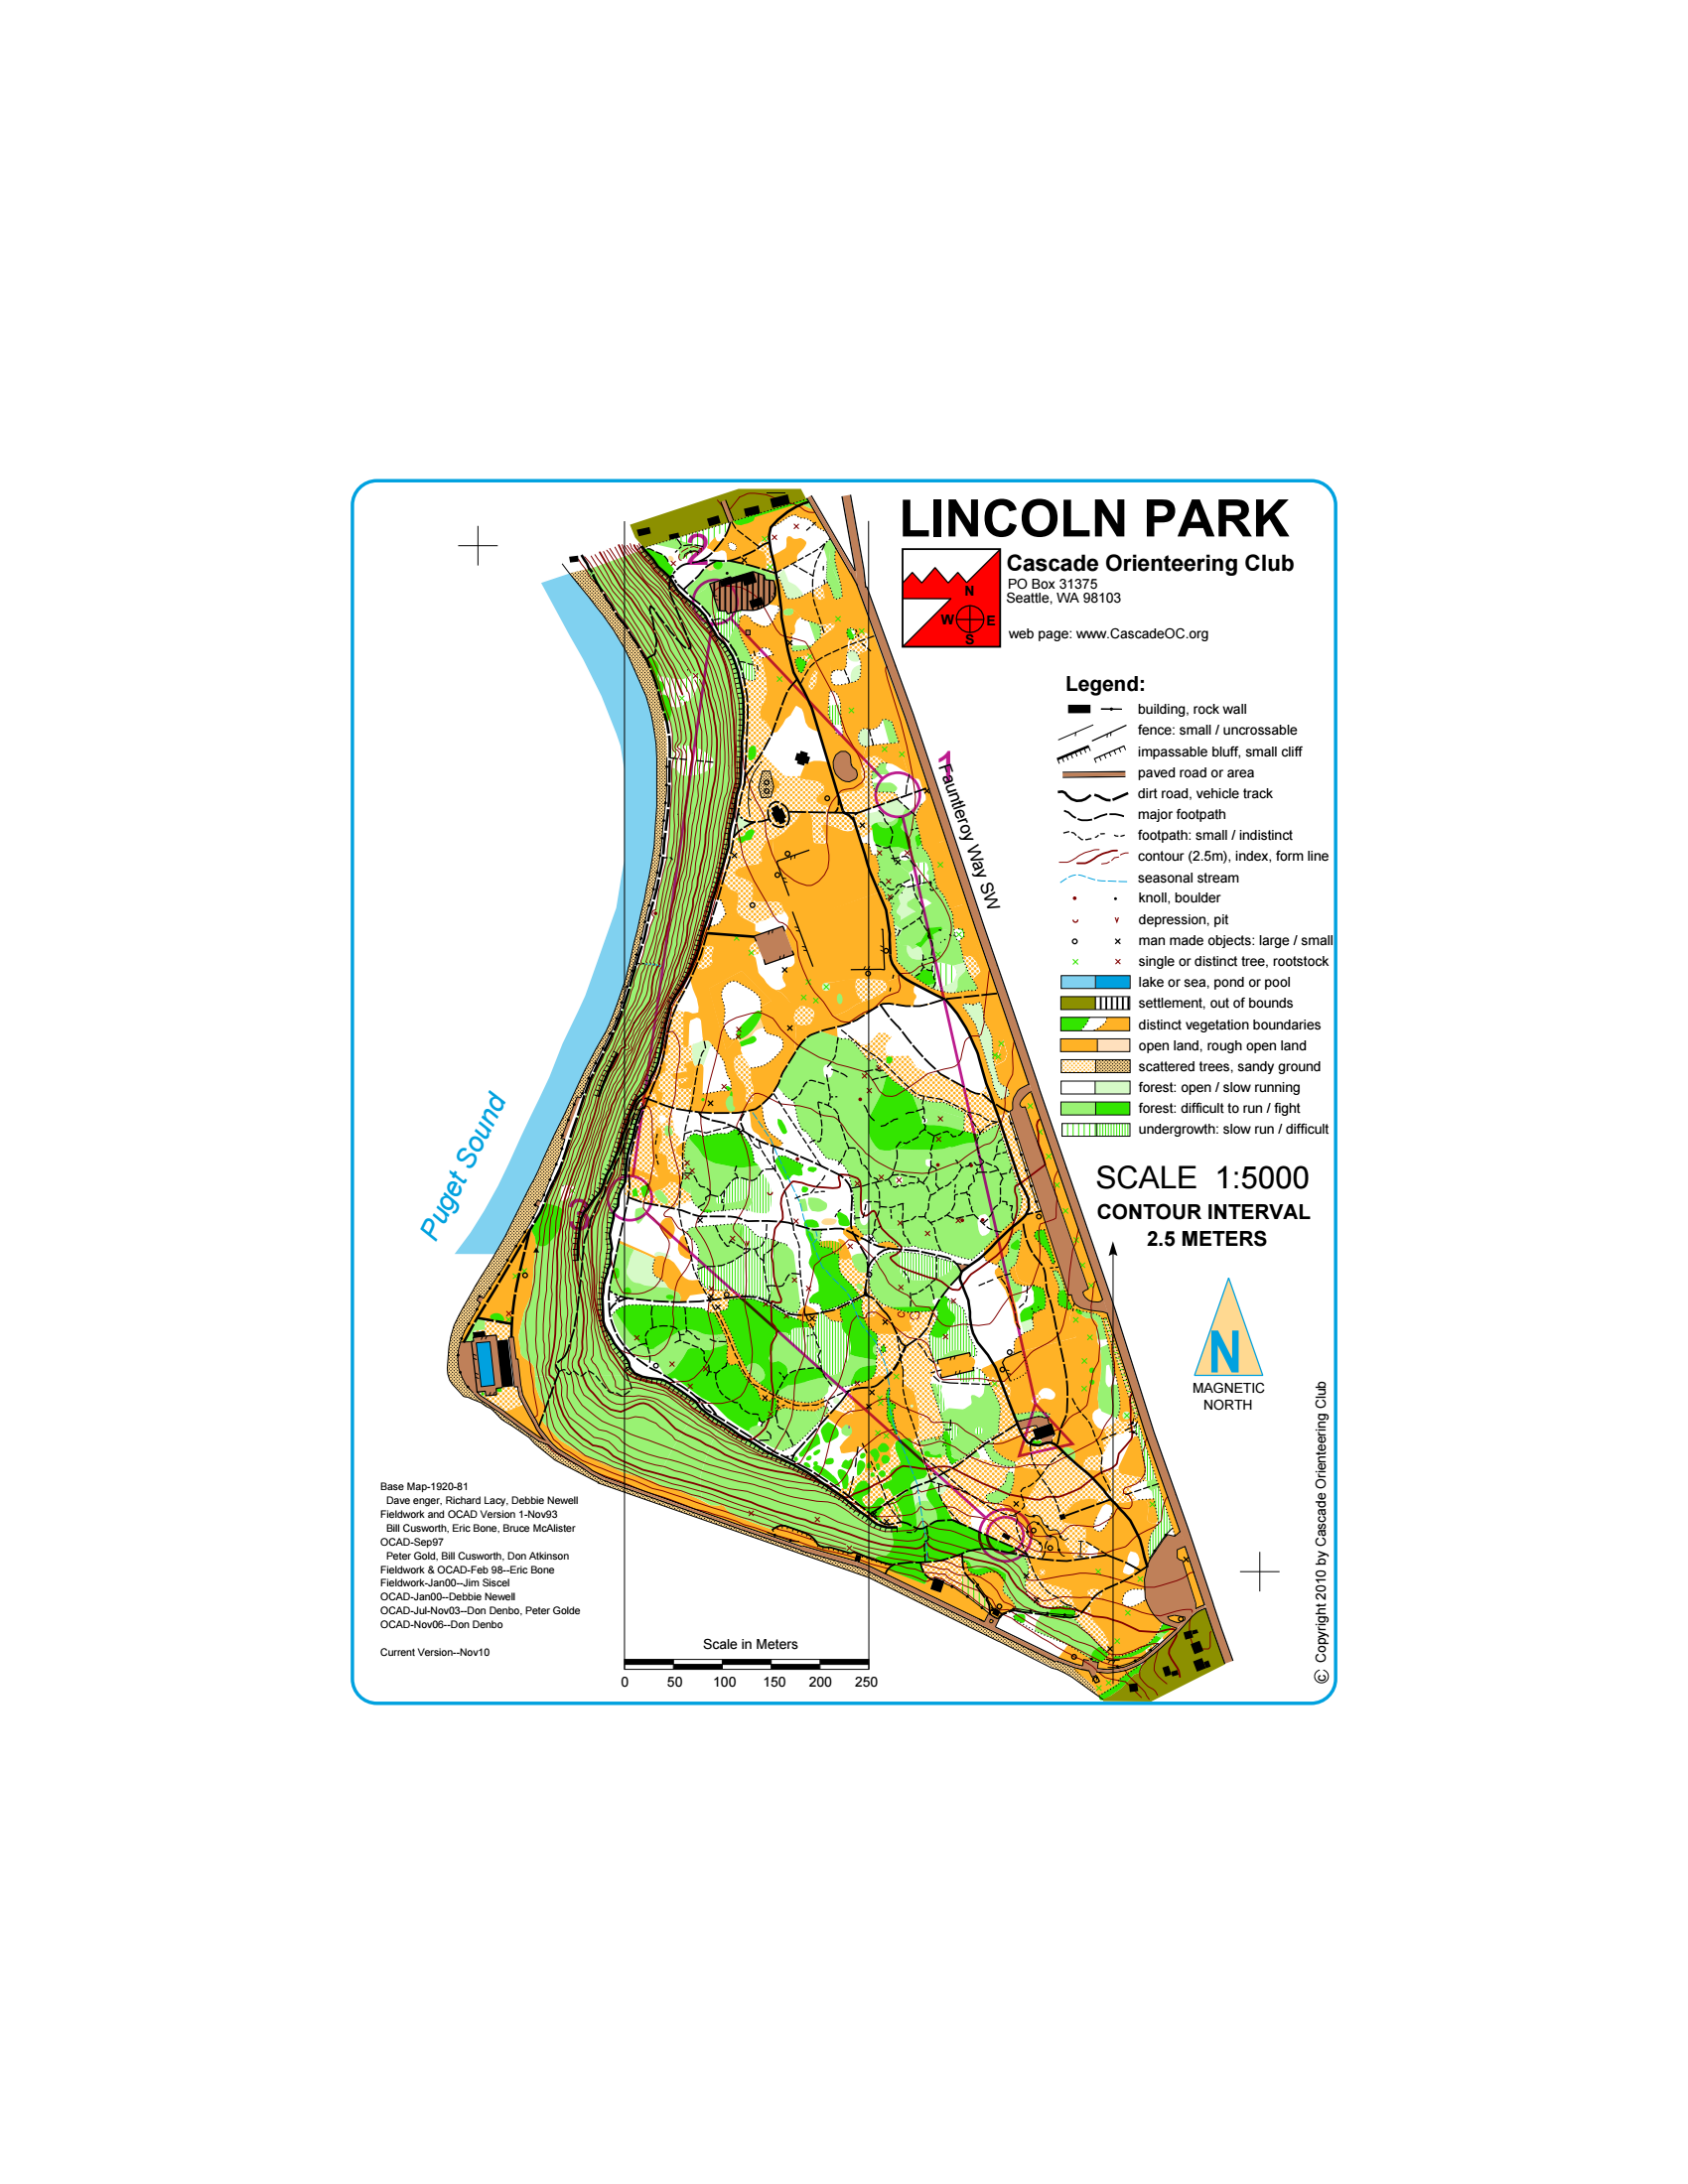 LINCOLN PARK
Cascade Orienteering Club
PO Box 31375
Seattle, WA 98103
N
W E
S
web page: www.CascadeOC.org
2
1
3
Fauntleroy Way SW
Puget Sound
Legend:
building, rock wall
fence: small / uncrossable
impassable bluff, small cliff
paved road or area
dirt road, vehicle track
major footpath
footpath: small / indistinct
contour (2.5m), index, form line
seasonal stream
knoll, boulder
depression, pit
man made objects: large / small
single or distinct tree, rootstock
lake or sea, pond or pool
settlement, out of bounds
distinct vegetation boundaries
open land, rough open land
scattered trees, sandy ground
forest: open / slow running
forest: difficult to run / fight
undergrowth: slow run / difficult
SCALE 1:5000
CONTOUR INTERVAL
2.5 METERS
N
MAGNETIC
NORTH
Base Map-1920-81
Dave enger, Richard Lacy, Debbie Newell
Fieldwork and OCAD Version 1-Nov93
Bill Cusworth, Eric Bone, Bruce McAlister
OCAD-Sep97
Peter Gold, Bill Cusworth, Don Atkinson
Fieldwork & OCAD-Feb 98--Eric Bone
Fieldwork-Jan00--Jim Siscel
OCAD-Jan00--Debbie Newell
OCAD-Jul-Nov03--Don Denbo, Peter Golde
OCAD-Nov06--Don Denbo
Current Version--Nov10
Scale in Meters
0 50 100 150 200 250
© Copyright 2010 by Cascade Orienteering Club